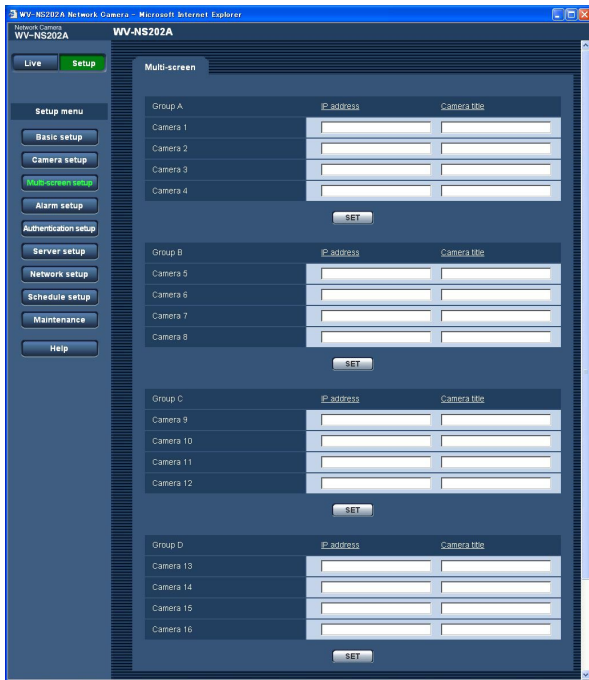 WV-NS202A Network Camera - Microsoft Internet Explorer
Network Camera
WV-NS202A
WV-NS202A
Live
Setup
Setup menu
Basic setup
Camera setup
Multi-screen setup
Alarm setup
Authentication setup
Server setup
Network setup
Schedule setup
Maintenance
Help
Multi-screen
Group A IP address Camera title
Camera 1
Camera 2
Camera 3
Camera 4
SET
Group B IP address Camera title
Camera 5
Camera 6
Camera 7
Camera 8
SET
Group C IP address Camera title
Camera 9
Camera 10
Camera 11
Camera 12
SET
Group D IP address Camera title
Camera 13
Camera 14
Camera 15
Camera 16
SET